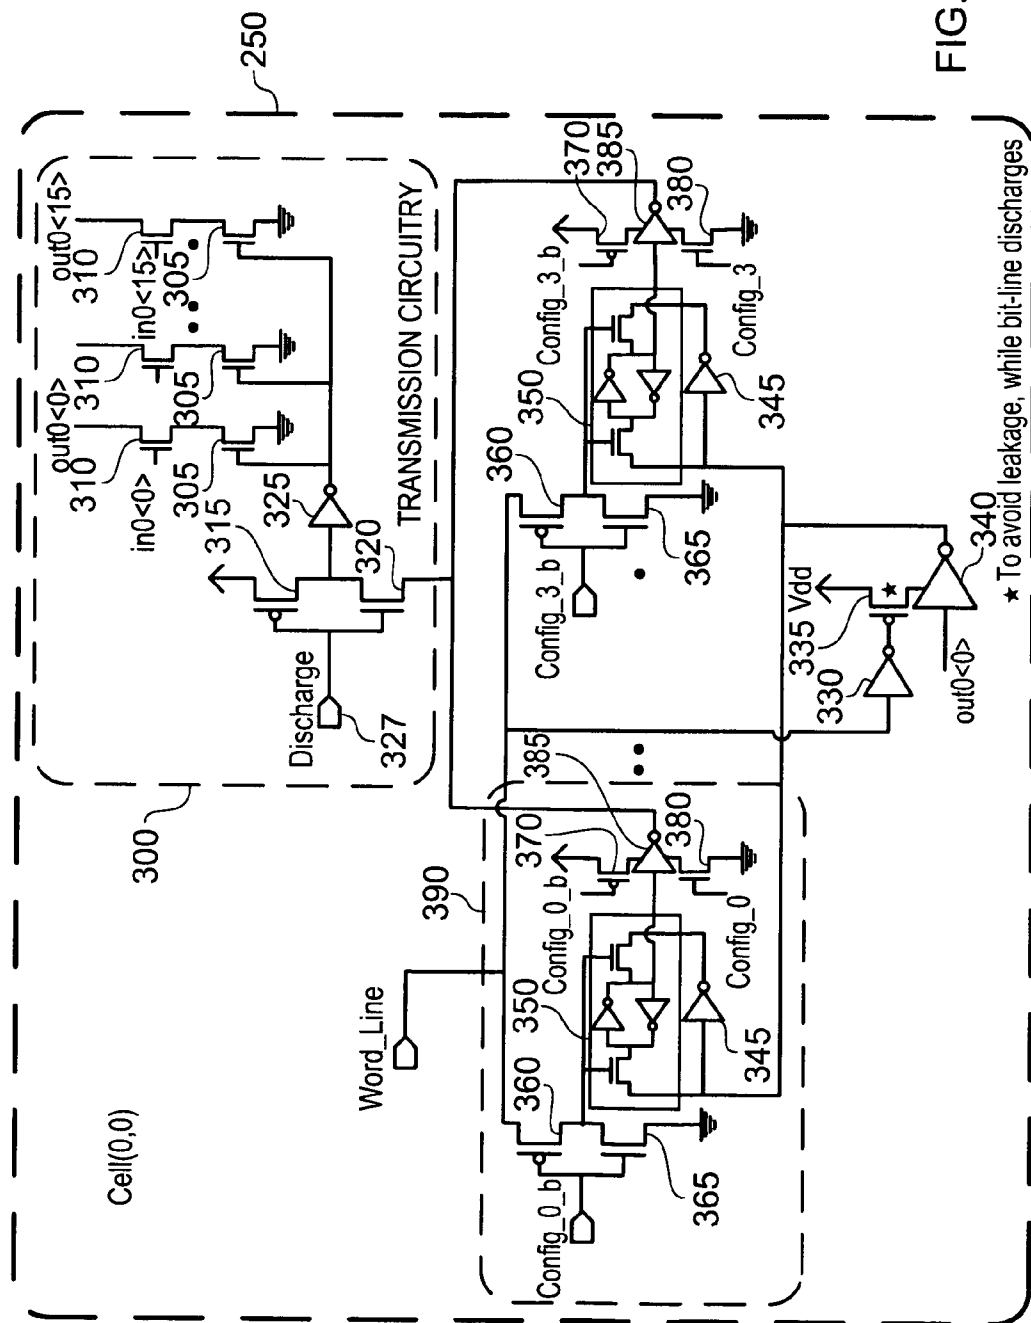 FIG.
250
Cell(0,0)
300
TRANSMISSION CIRCUITRY
out0<0>
out0<15>
310
310
310
in0<0>
in0<15>
305
305
305
315
325
320
Discharge
327
Word_Line
390
360
350
Config_0_b
370
385
Config_0_b
365
345
Config_0
380
360
350
Config_3_b
370
385
Config_3_b
365
345
Config_3
380
Vdd
335
★
330
340
out0<0>
★ To avoid leakage, while bit-line discharges